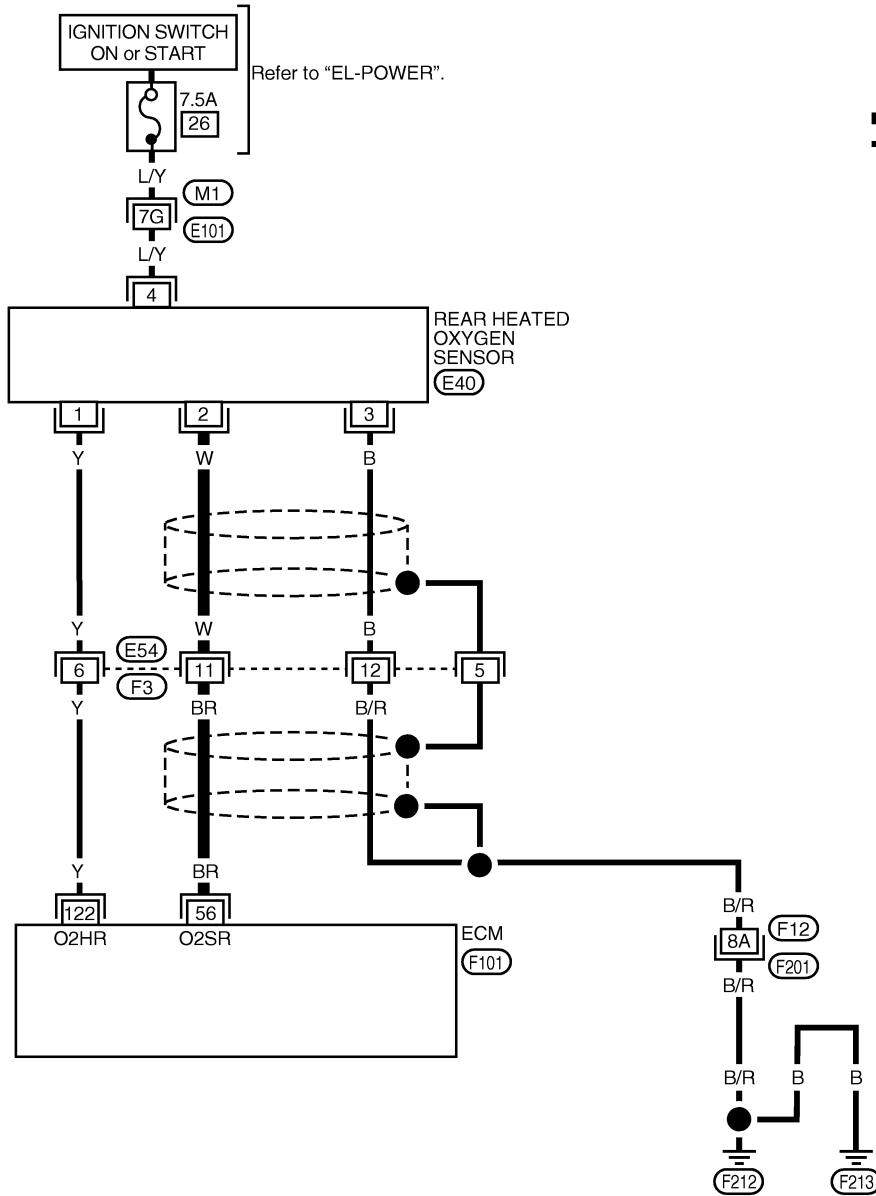 IGNITION SWITCH
ON or START
Refer to “EL-POWER”.
7.5A
26
L/Y
M1
7G
E101
L/Y
4
REAR HEATED
OXYGEN
SENSOR
E40
1 2 3
Y W B
Y W B
E54
6 11 12 5
F3
Y BR B/R
Y BR
122 56
O2HR O2SR
ECM
F101
B/R
F12
8A
F201
B/R
B/R B B
F212 F213